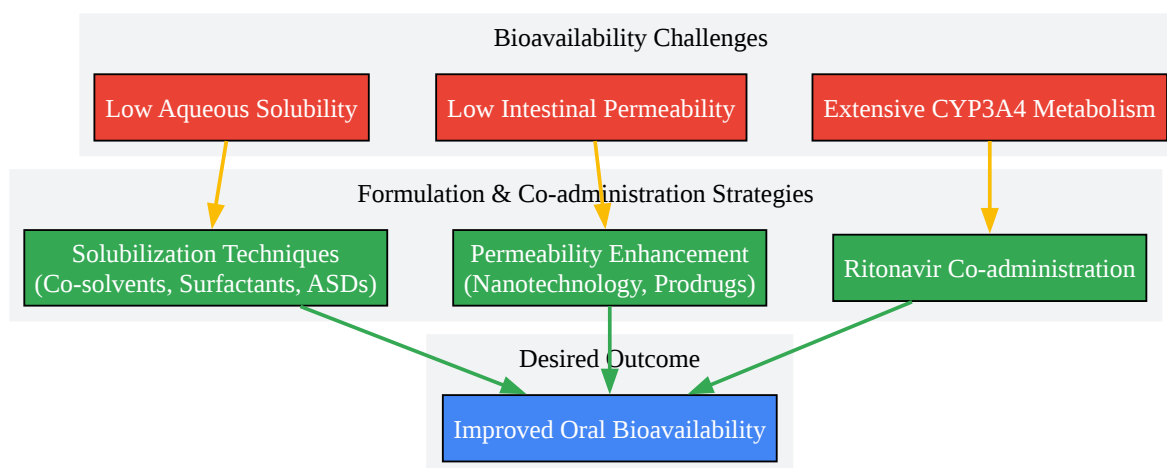 Bioavailability Challenges
Low Aqueous Solubility
Low Intestinal Permeability
Extensive CYP3A4 Metabolism
Formulation & Co-administration Strategies
Solubilization Techniques
(Co-solvents, Surfactants, ASDs)
Permeability Enhancement
(Nanotechnology, Prodrugs)
Ritonavir Co-administration
Desired Outcome
Improved Oral Bioavailability